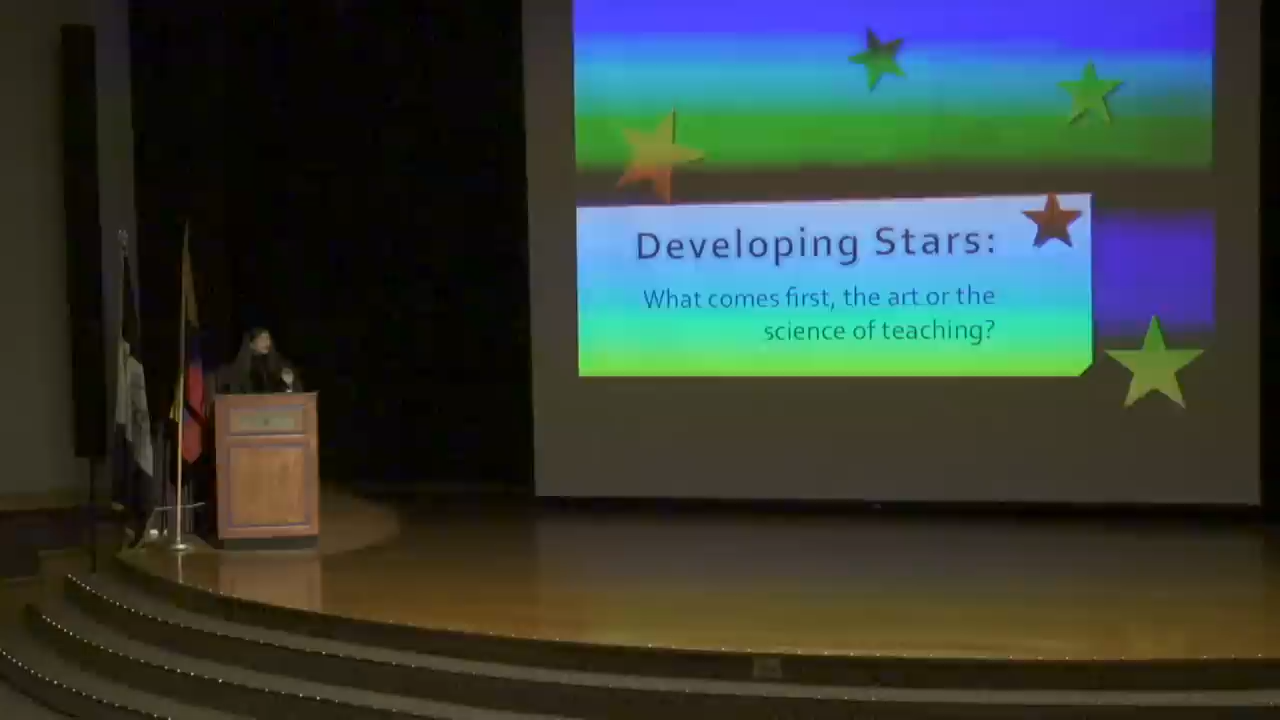 Developing Stars:
What comes first, the art or the
science of teaching?